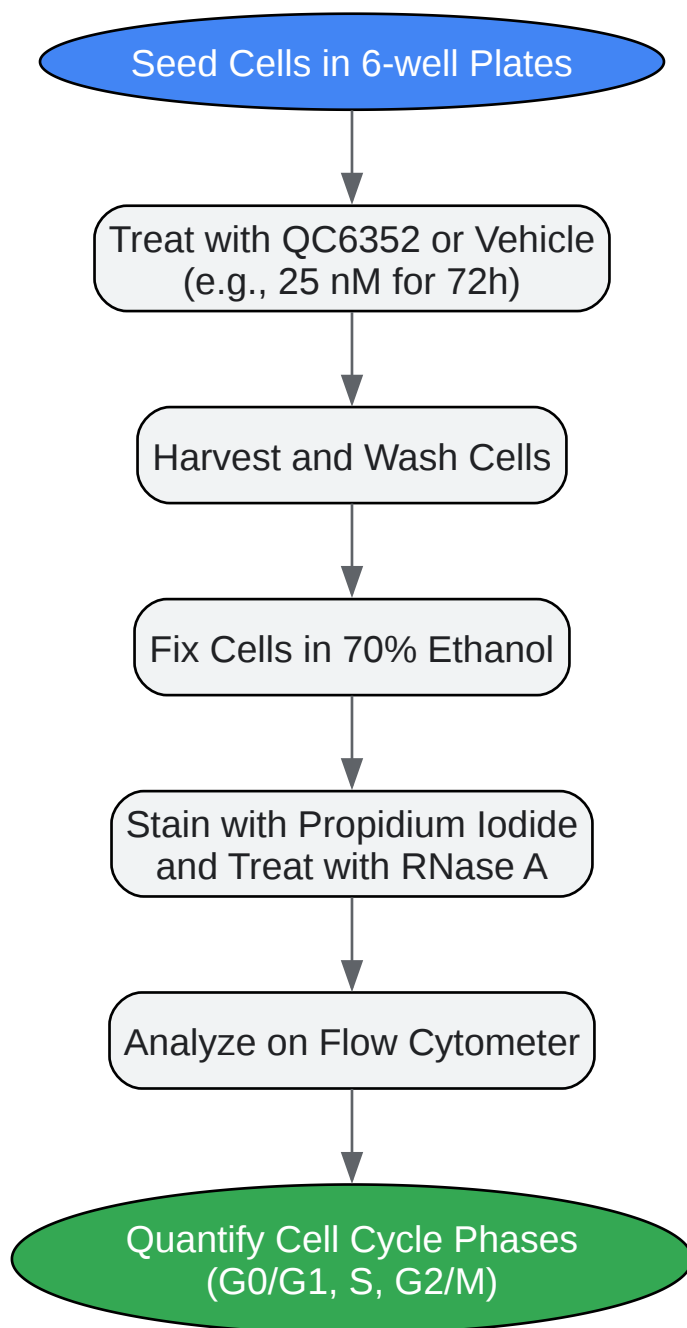 Seed Cells in 6-well Plates
Treat with QC6352 or Vehicle
(e.g., 25 nM for 72h)
Harvest and Wash Cells
Fix Cells in 70% Ethanol
Stain with Propidium Iodide
and Treat with RNase A
Analyze on Flow Cytometer
Quantify Cell Cycle Phases
(G0/G1, S, G2/M)